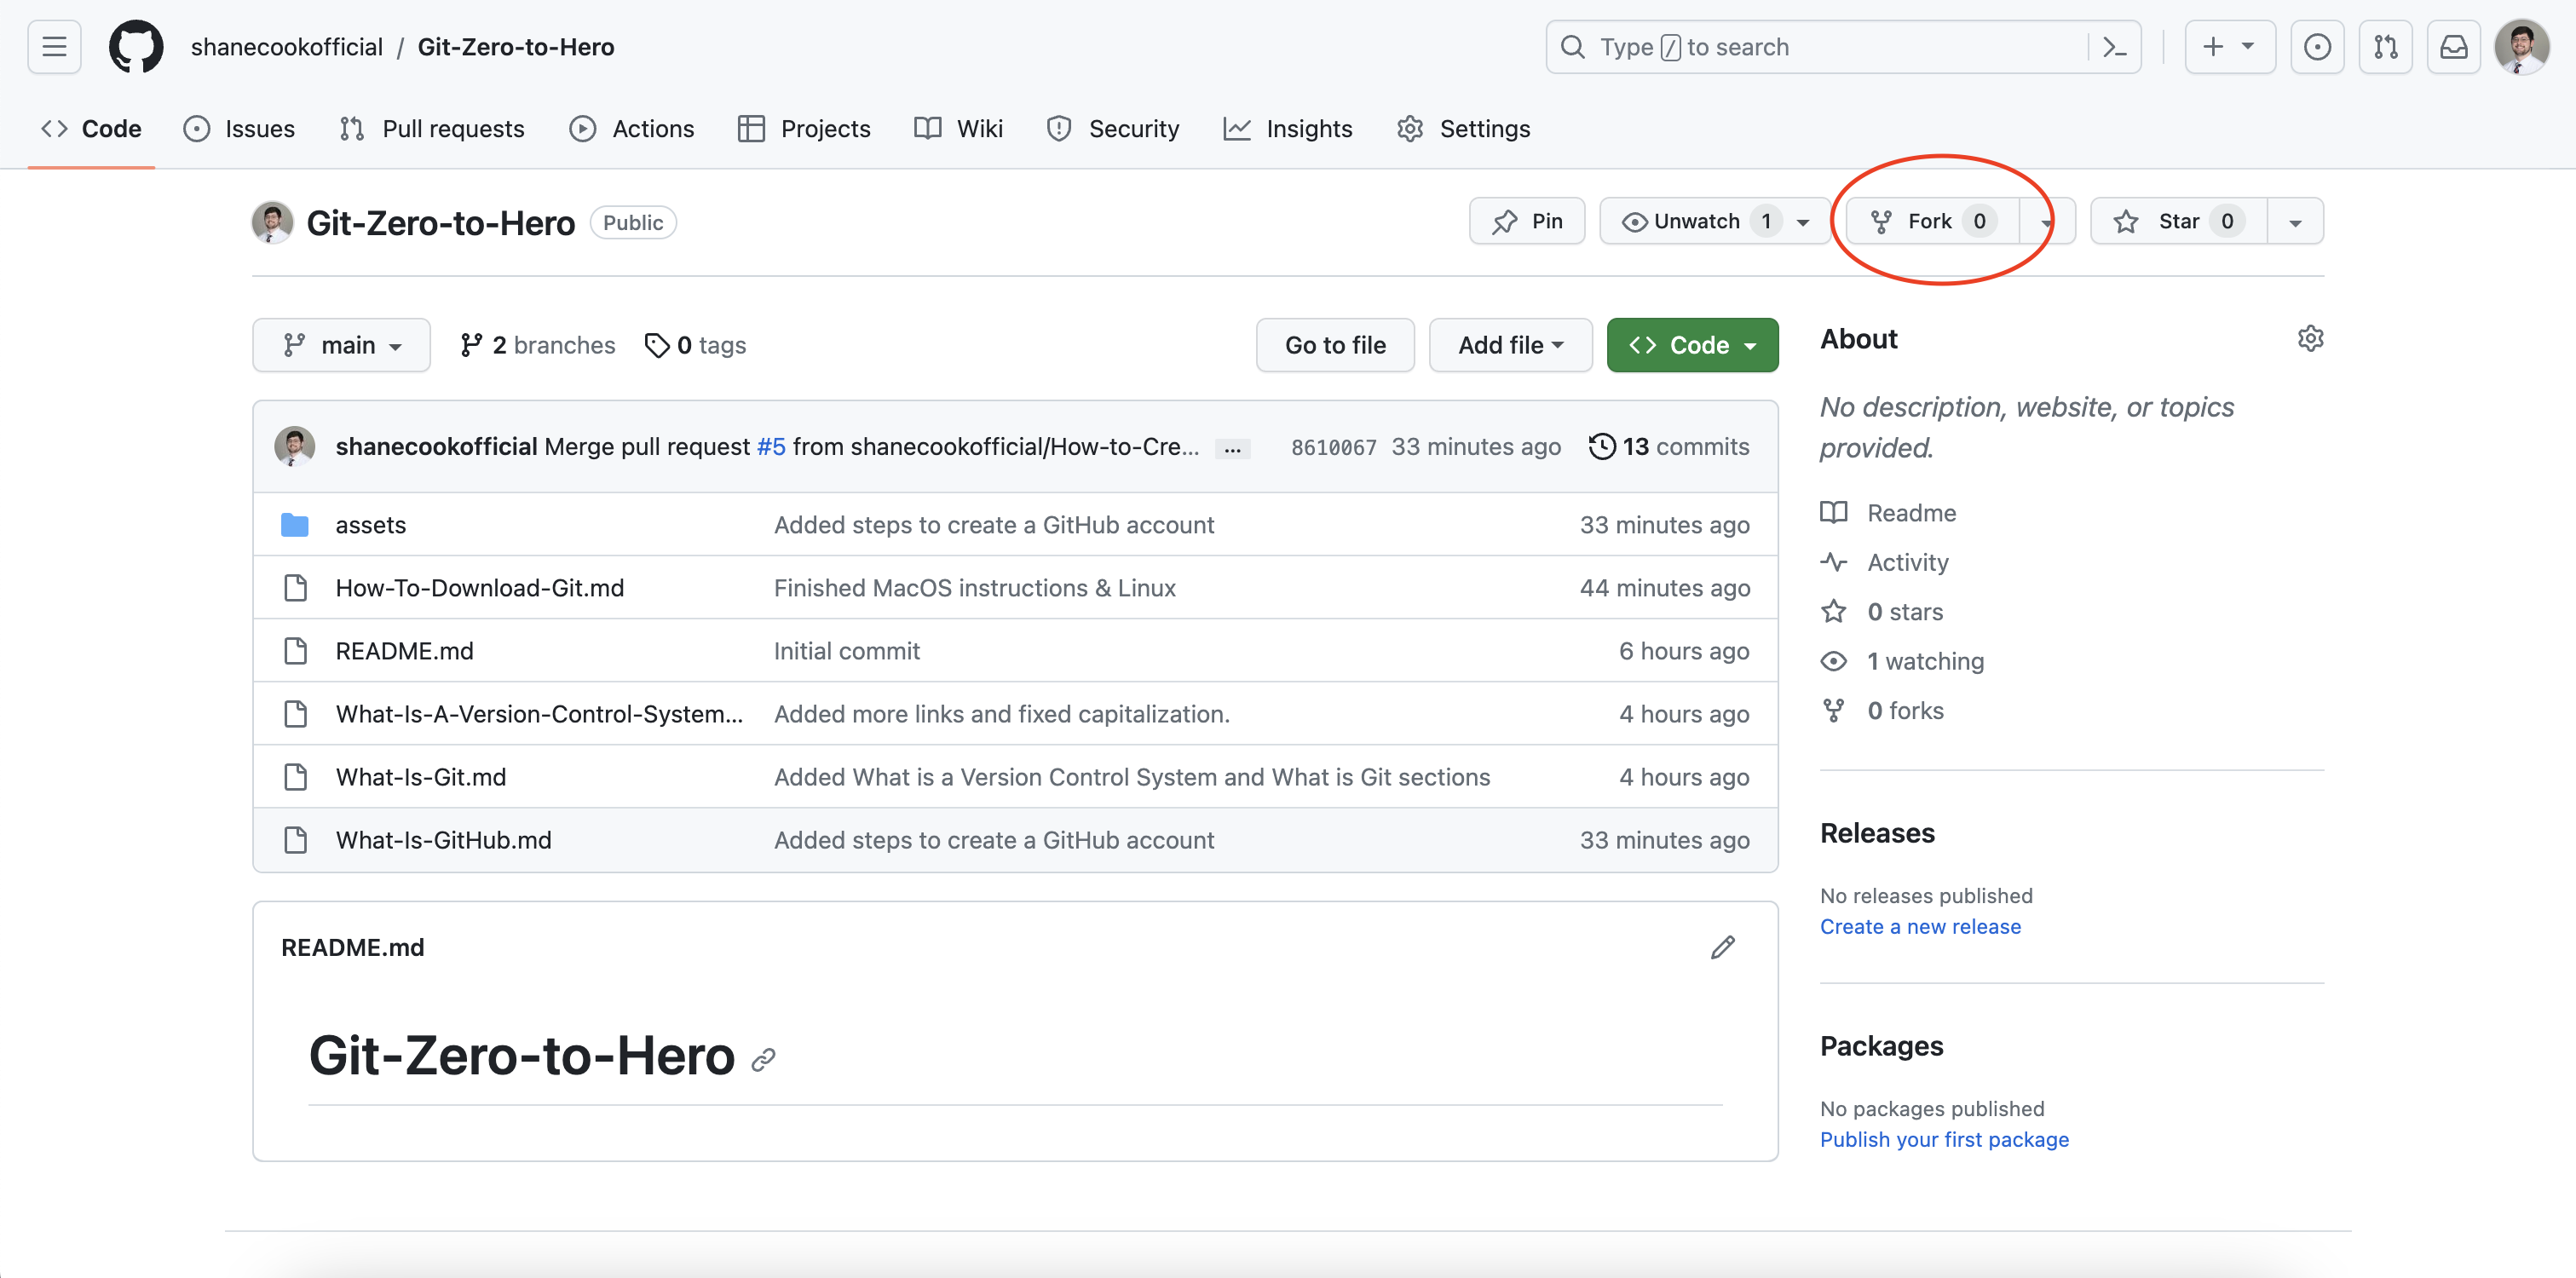 shanecookofficial / Git-Zero-to-Hero
Type / to search
Code Issues Pull requests Actions Projects Wiki Security Insights Settings
Git-Zero-to-Hero Public
Pin Unwatch 1 Fork 0 Star 0
main 2 branches 0 tags
Go to file Add file Code
shanecookofficial Merge pull request #5 from shanecookofficial/How-to-Cre... ... 8610067 33 minutes ago 13 commits
assets Added steps to create a GitHub account 33 minutes ago
How-To-Download-Git.md Finished MacOS instructions & Linux 44 minutes ago
README.md Initial commit 6 hours ago
What-Is-A-Version-Control-System... Added more links and fixed capitalization. 4 hours ago
What-Is-Git.md Added What is a Version Control System and What is Git sections 4 hours ago
What-Is-GitHub.md Added steps to create a GitHub account 33 minutes ago
README.md
Git-Zero-to-Hero
About
No description, website, or topics
provided.
Readme
Activity
0 stars
1 watching
0 forks
Releases
No releases published
Create a new release
Packages
No packages published
Publish your first package